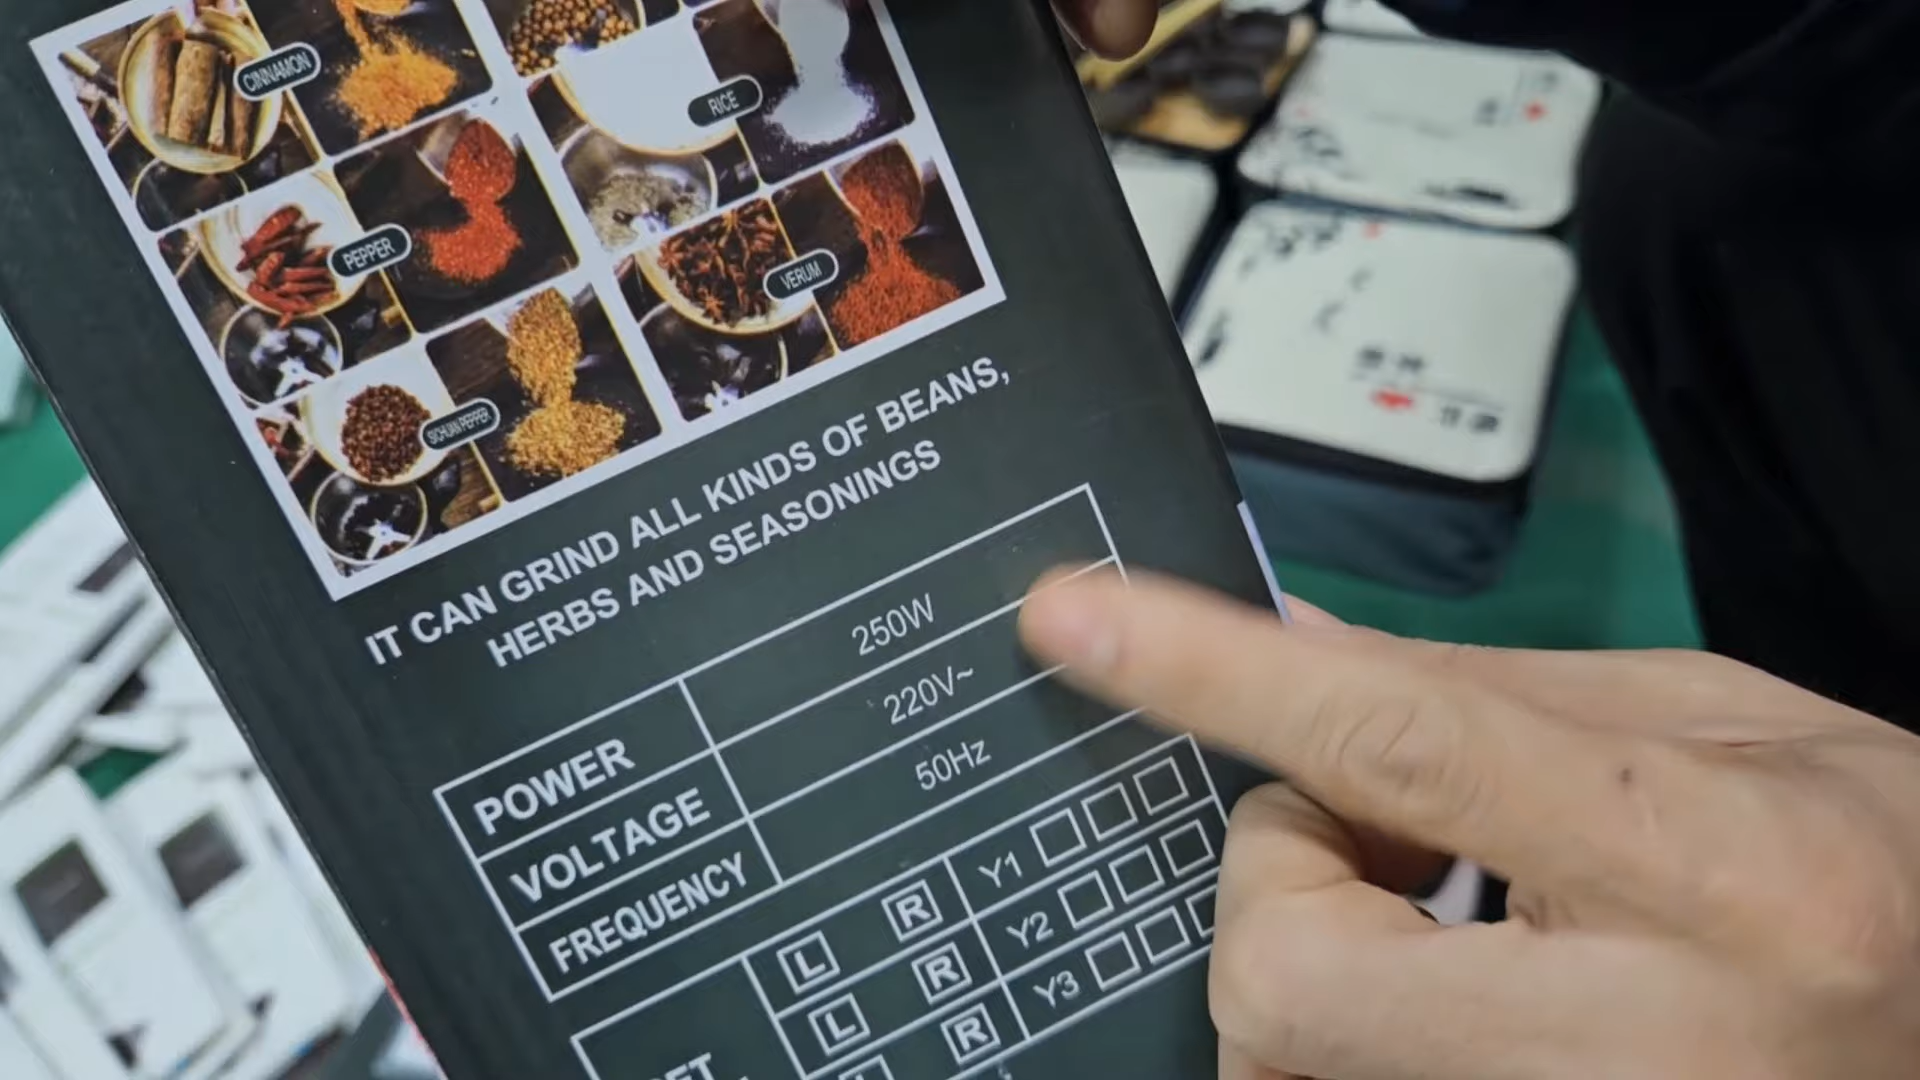 CINNAMON
RICE
PEPPER
VERUM
SICHUAN PEPPER
IT CAN GRIND ALL KINDS OF BEANS,
HERBS AND SEASONINGS
POWER 250W
VOLTAGE 220V~
FREQUENCY 50Hz
L R Y1
L R Y2
R Y3